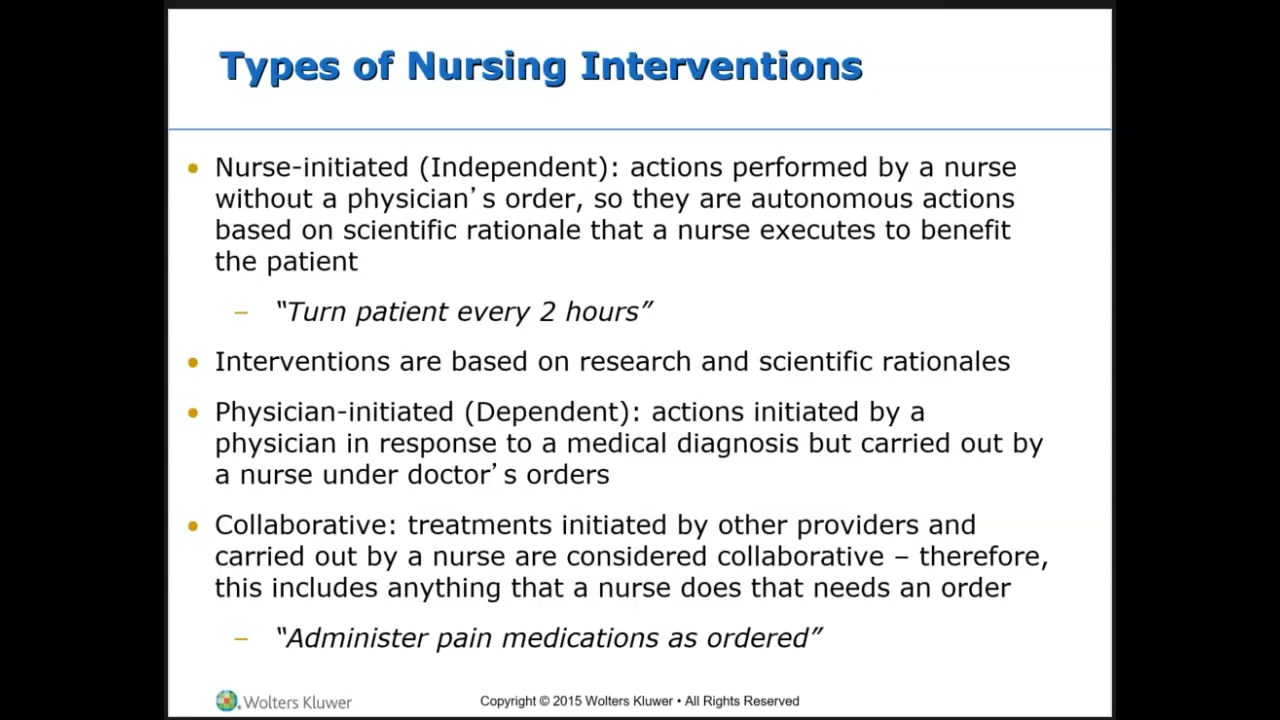 Types of Nursing Interventions
• Nurse-initiated (Independent): actions performed by a nurse
without a physician's order, so they are autonomous actions
based on scientific rationale that a nurse executes to benefit
the patient
– "Turn patient every 2 hours"
• Interventions are based on research and scientific rationales
• Physician-initiated (Dependent): actions initiated by a
physician in response to a medical diagnosis but carried out by
a nurse under doctor's orders
• Collaborative: treatments initiated by other providers and
carried out by a nurse are considered collaborative – therefore,
this includes anything that a nurse does that needs an order
– "Administer pain medications as ordered"
Wolters Kluwer
Copyright © 2015 Wolters Kluwer • All Rights Reserved